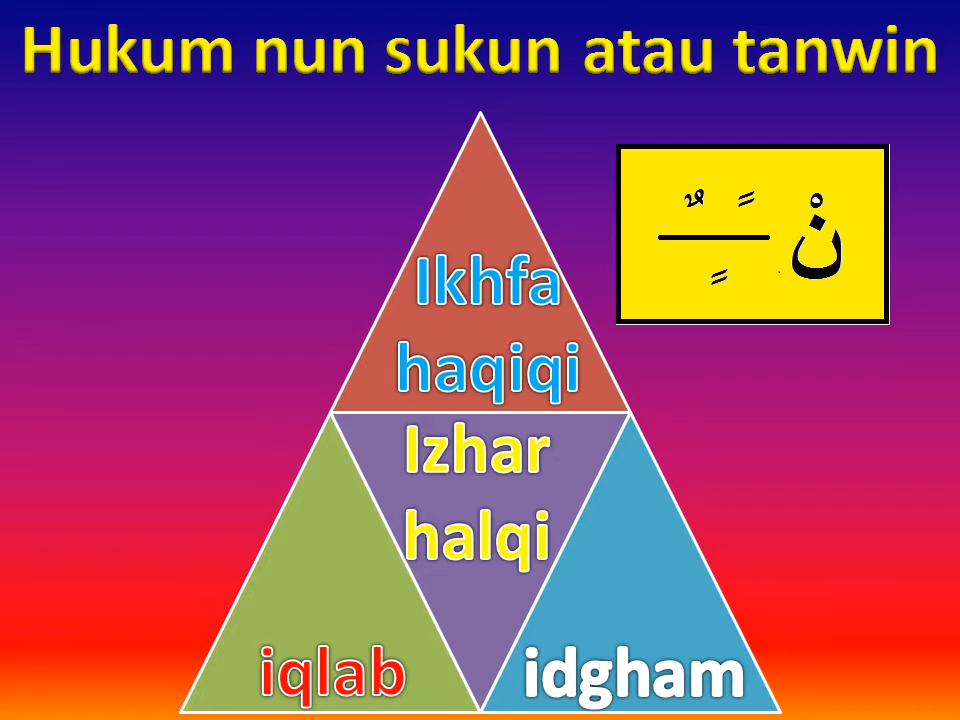 Hukum nun sukun atau tanwin
نْ ـًـٍـٌ
Ikhfa
haqiqi
Izhar
halqi
iqlab
idgham